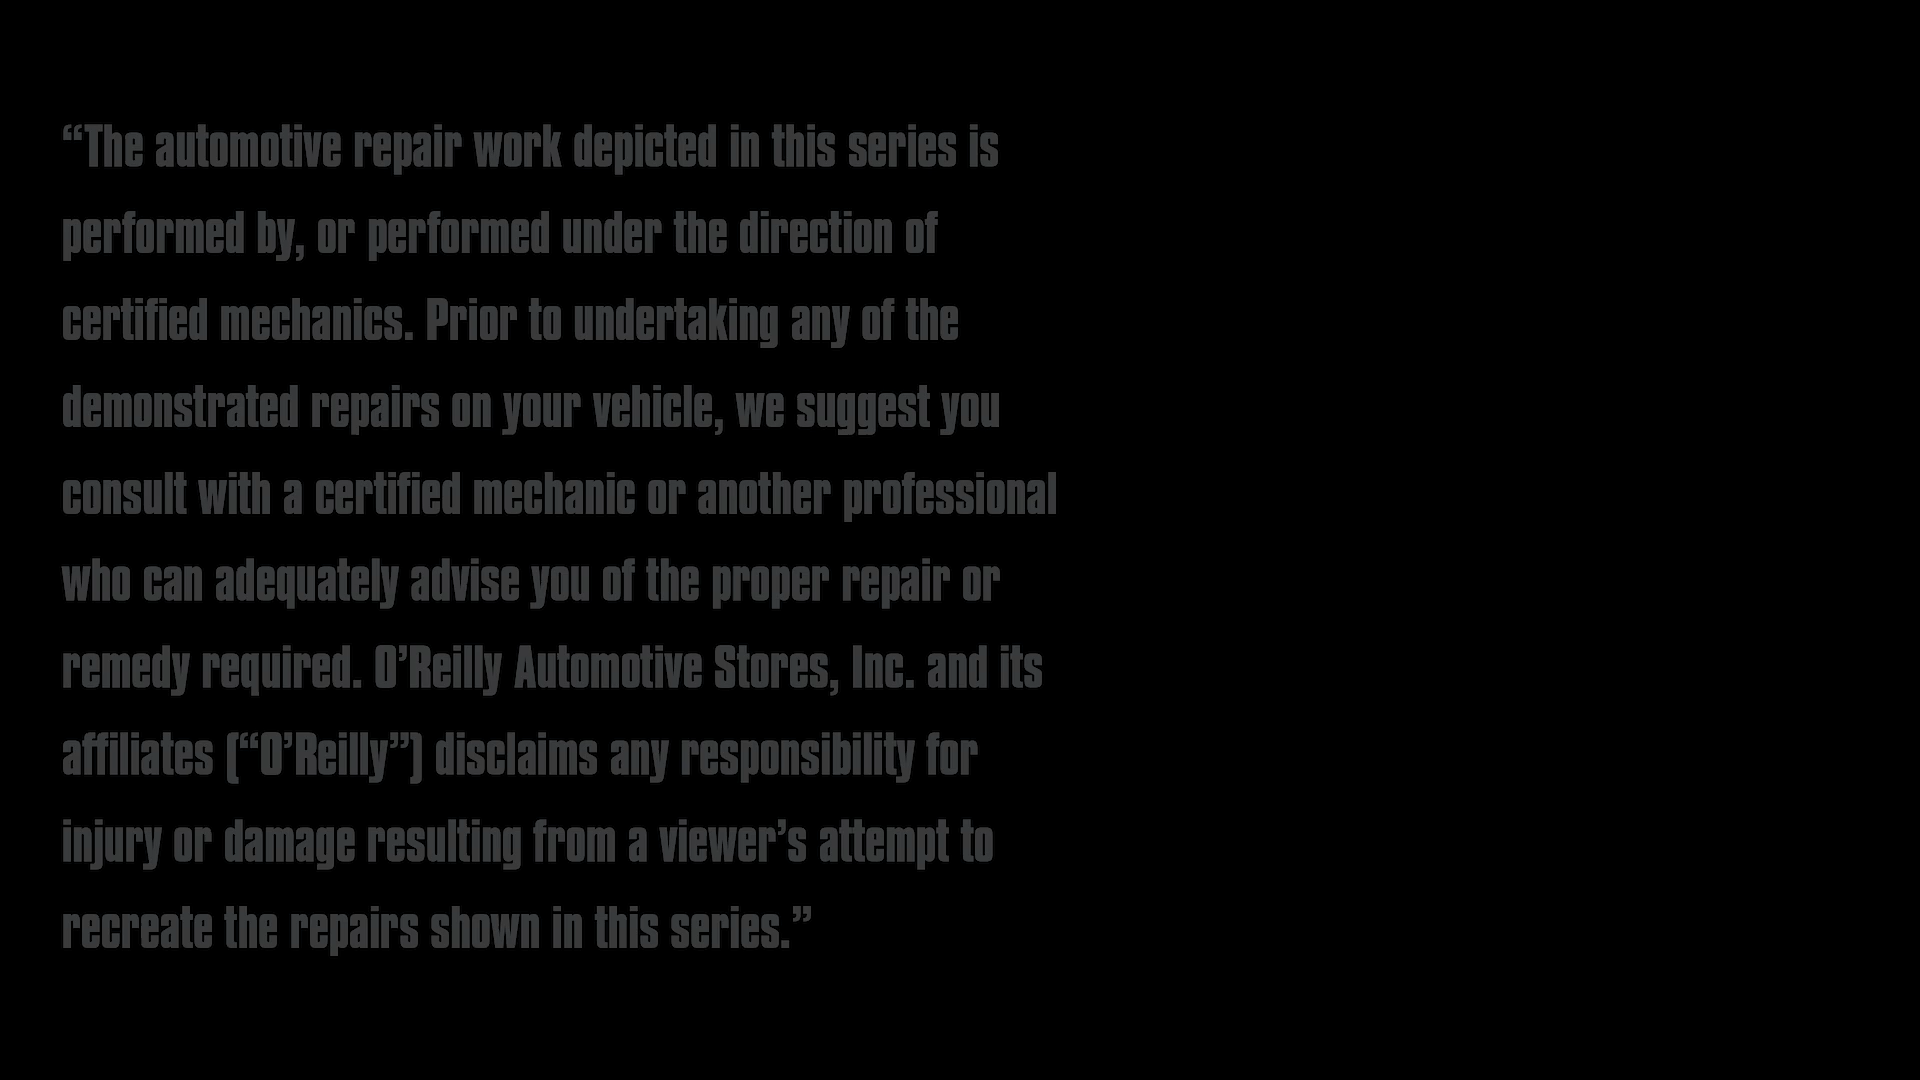 “The automotive repair work depicted in this series is
performed by, or performed under the direction of
certified mechanics. Prior to undertaking any of the
demonstrated repairs on your vehicle, we suggest you
consult with a certified mechanic or another professional
who can adequately advise you of the proper repair or
remedy required. O’Reilly Automotive Stores, Inc. and its
affiliates (“O’Reilly”) disclaims any responsibility for
injury or damage resulting from a viewer’s attempt to
recreate the repairs shown in this series.”